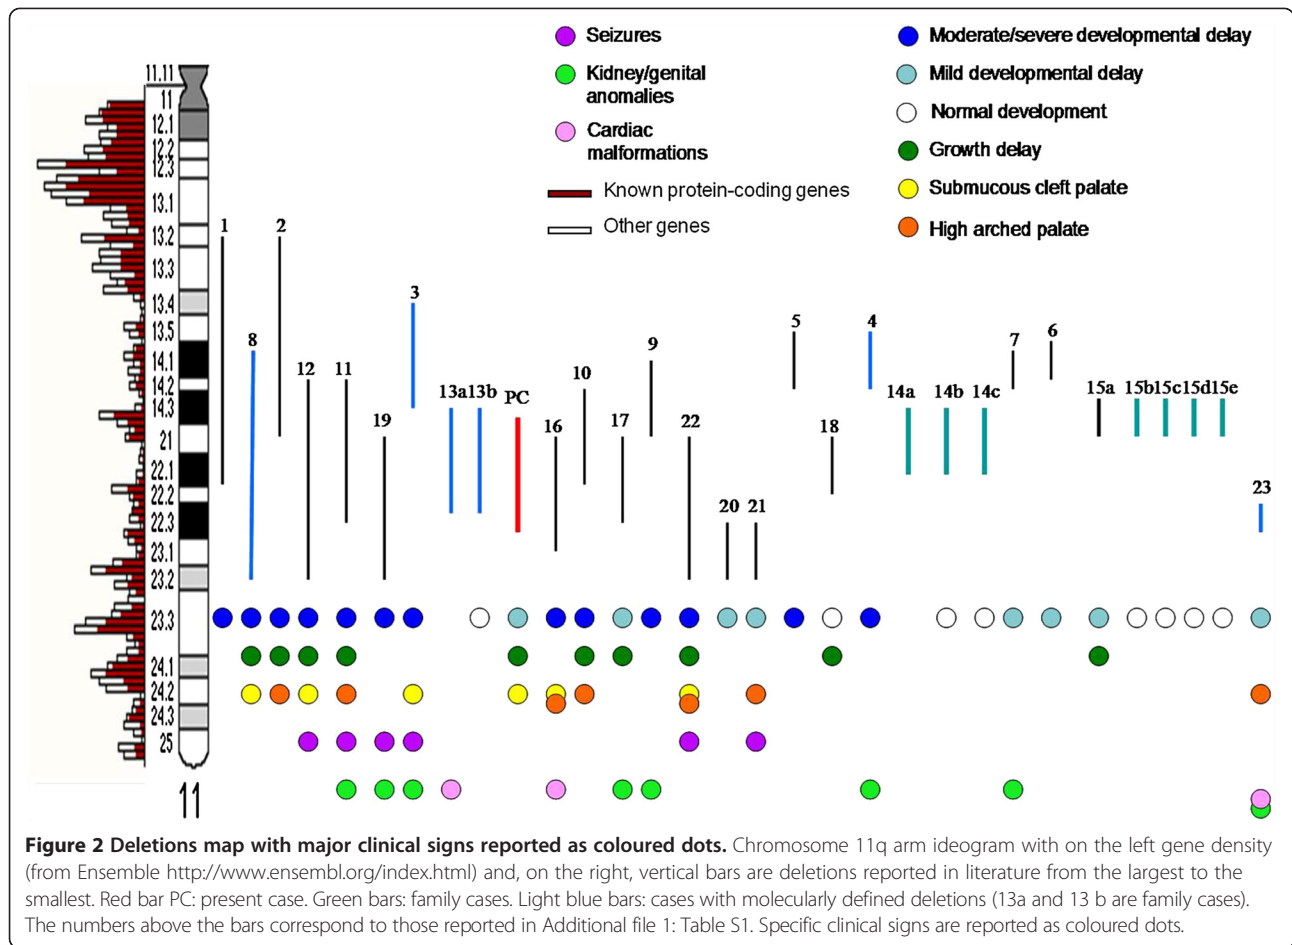 Seizures
Kidney/genital
anomalies
Cardiac
malformations
Known protein-coding genes
Other genes
Moderate/severe developmental delay
Mild developmental delay
Normal development
Growth delay
Submucous cleft palate
High arched palate
11.11
11
12.1
12.2
12.3
13.1
13.2
13.3
13.4
13.5
14.1
14.2
14.3
21
22.1
22.2
22.3
23.1
23.2
23.3
24.1
24.2
24.3
25
11
1
2
3
5
4
7
6
8
12
11
9
10
13a 13b
PC
19
16
17
22
18
14a
14b
14c
15a
15b 15c 15d 15e
20
21
23
Figure 2 Deletions map with major clinical signs reported as coloured dots. Chromosome 11q arm ideogram with on the left gene density
(from Ensemble http://www.ensembl.org/index.html) and, on the right, vertical bars are deletions reported in literature from the largest to the
smallest. Red bar PC: present case. Green bars: family cases. Light blue bars: cases with molecularly defined deletions (13a and 13 b are family cases).
The numbers above the bars correspond to those reported in Additional file 1: Table S1. Specific clinical signs are reported as coloured dots.